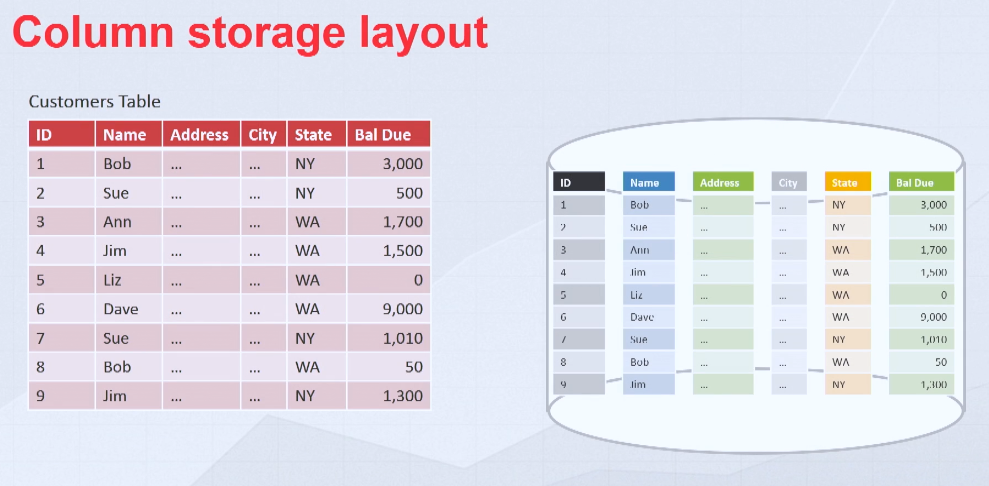 Column storage layout
Customers Table
ID Name Address City State Bal Due
1 Bob ... ... NY 3,000
2 Sue ... ... NY 500
3 Ann ... ... WA 1,700
4 Jim ... ... WA 1,500
5 Liz ... ... WA 0
6 Dave ... ... WA 9,000
7 Sue ... ... NY 1,010
8 Bob ... ... WA 50
9 Jim ... ... NY 1,300
ID Name Address City State Bal Due
1 Bob ... ... NY 3,000
2 Sue ... ... NY 500
3 Ann ... ... WA 1,700
4 Jim ... ... WA 1,500
5 Liz ... ... WA 0
6 Dave ... ... WA 9,000
7 Sue ... ... NY 1,010
8 Bob ... ... WA 50
9 Jim ... ... NY 1,300